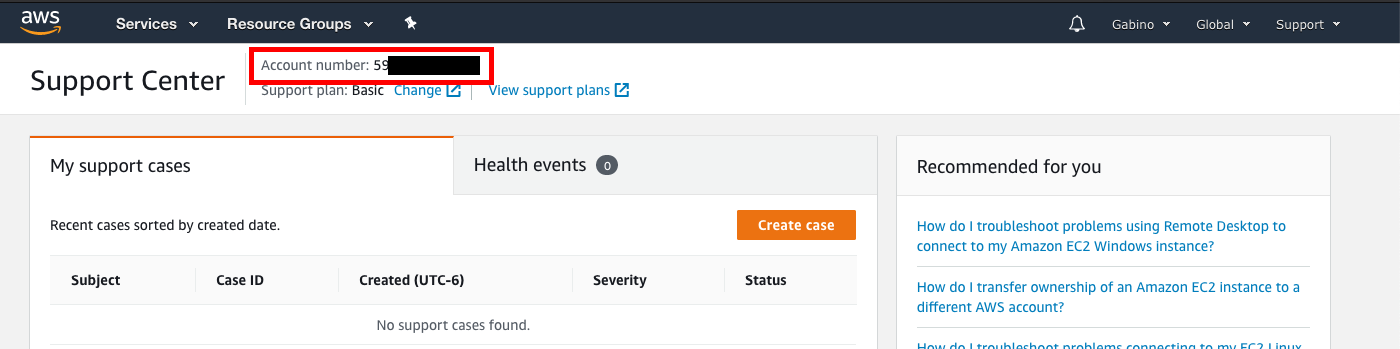 aws Services Resource Groups Gabino Global Support
Support Center
Account number: 59
Support plan: Basic Change View support plans
My support cases
Health events 0
Recent cases sorted by created date.
Create case
Subject Case ID Created (UTC-6) Severity Status
No support cases found.
Recommended for you
How do I troubleshoot problems using Remote Desktop to
connect to my Amazon EC2 Windows instance?
How do I transfer ownership of an Amazon EC2 instance to a
different AWS account?
How do I troubleshoot problems connecting to my EC2 Linux